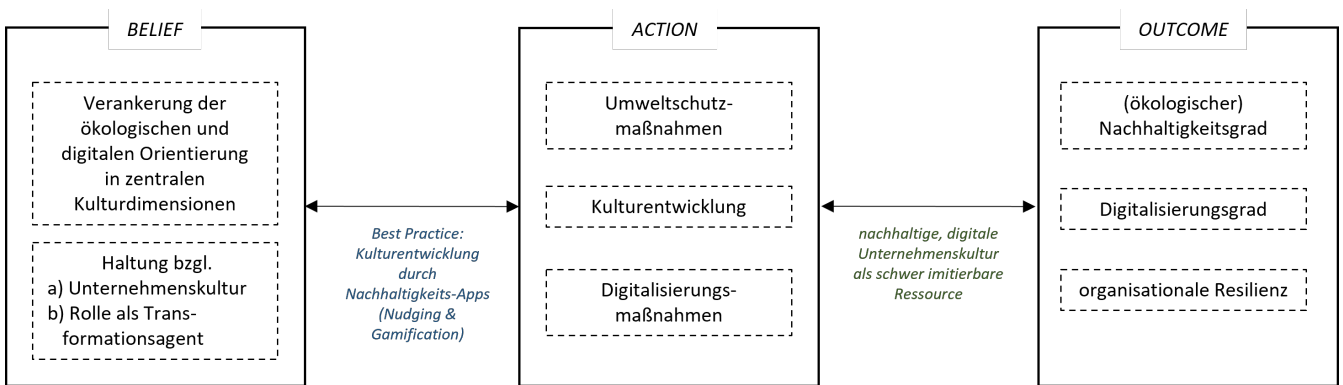 BELIEF
Verankerung der
ökologischen und
digitalen Orientierung
in zentralen
Kulturdimensionen
Haltung bzgl.
a) Unternehmenskultur
b) Rolle als Trans-
formationsagent
Best Practice:
Kulturentwicklung
durch
Nachhaltigkeits-Apps
(Nudging &
Gamification)
ACTION
Umweltschutz-
maßnahmen
Kulturentwicklung
Digitalisierungs-
maßnahmen
nachhaltige, digitale
Unternehmenskultur
als schwer imitierbare
Ressource
OUTCOME
(ökologischer)
Nachhaltigkeitsgrad
Digitalisierungsgrad
organisationale Resilienz